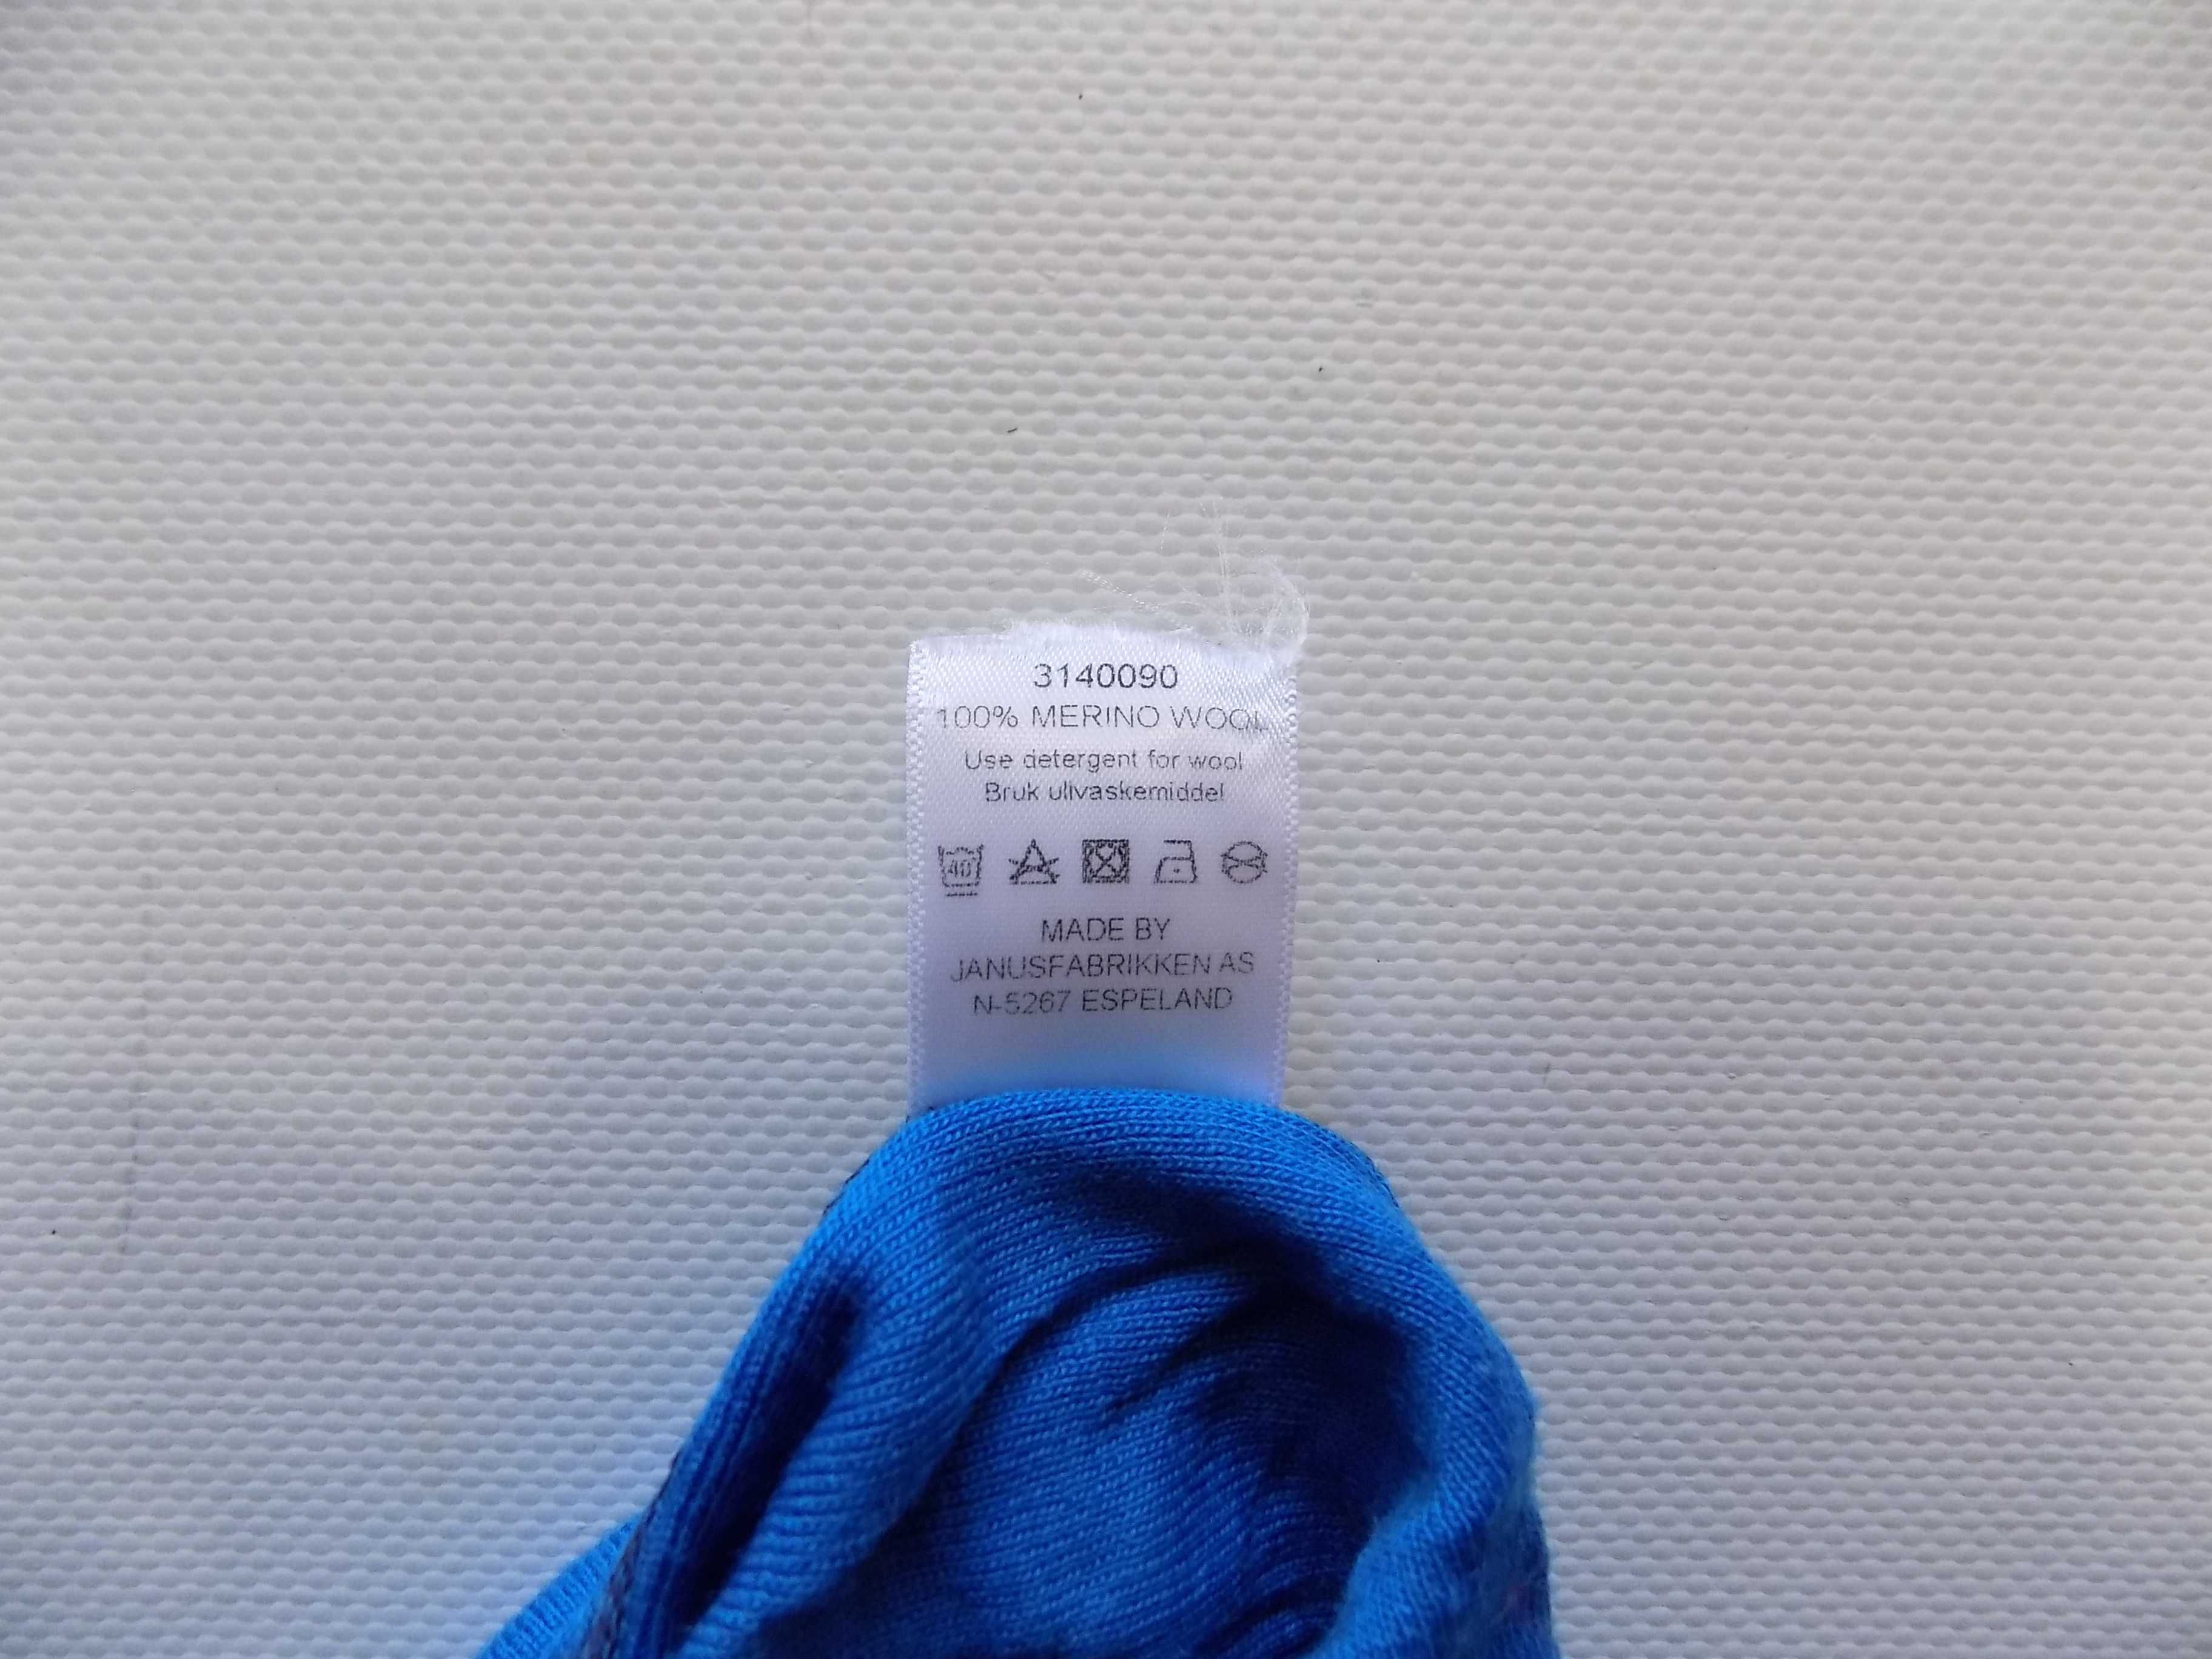 3140090
100% MERINO WOOL
Use detergent for wool
Bruk ullvaskemiddel
40
MADE BY
JANUSFABRIKKEN AS
N-5267 ESPELAND